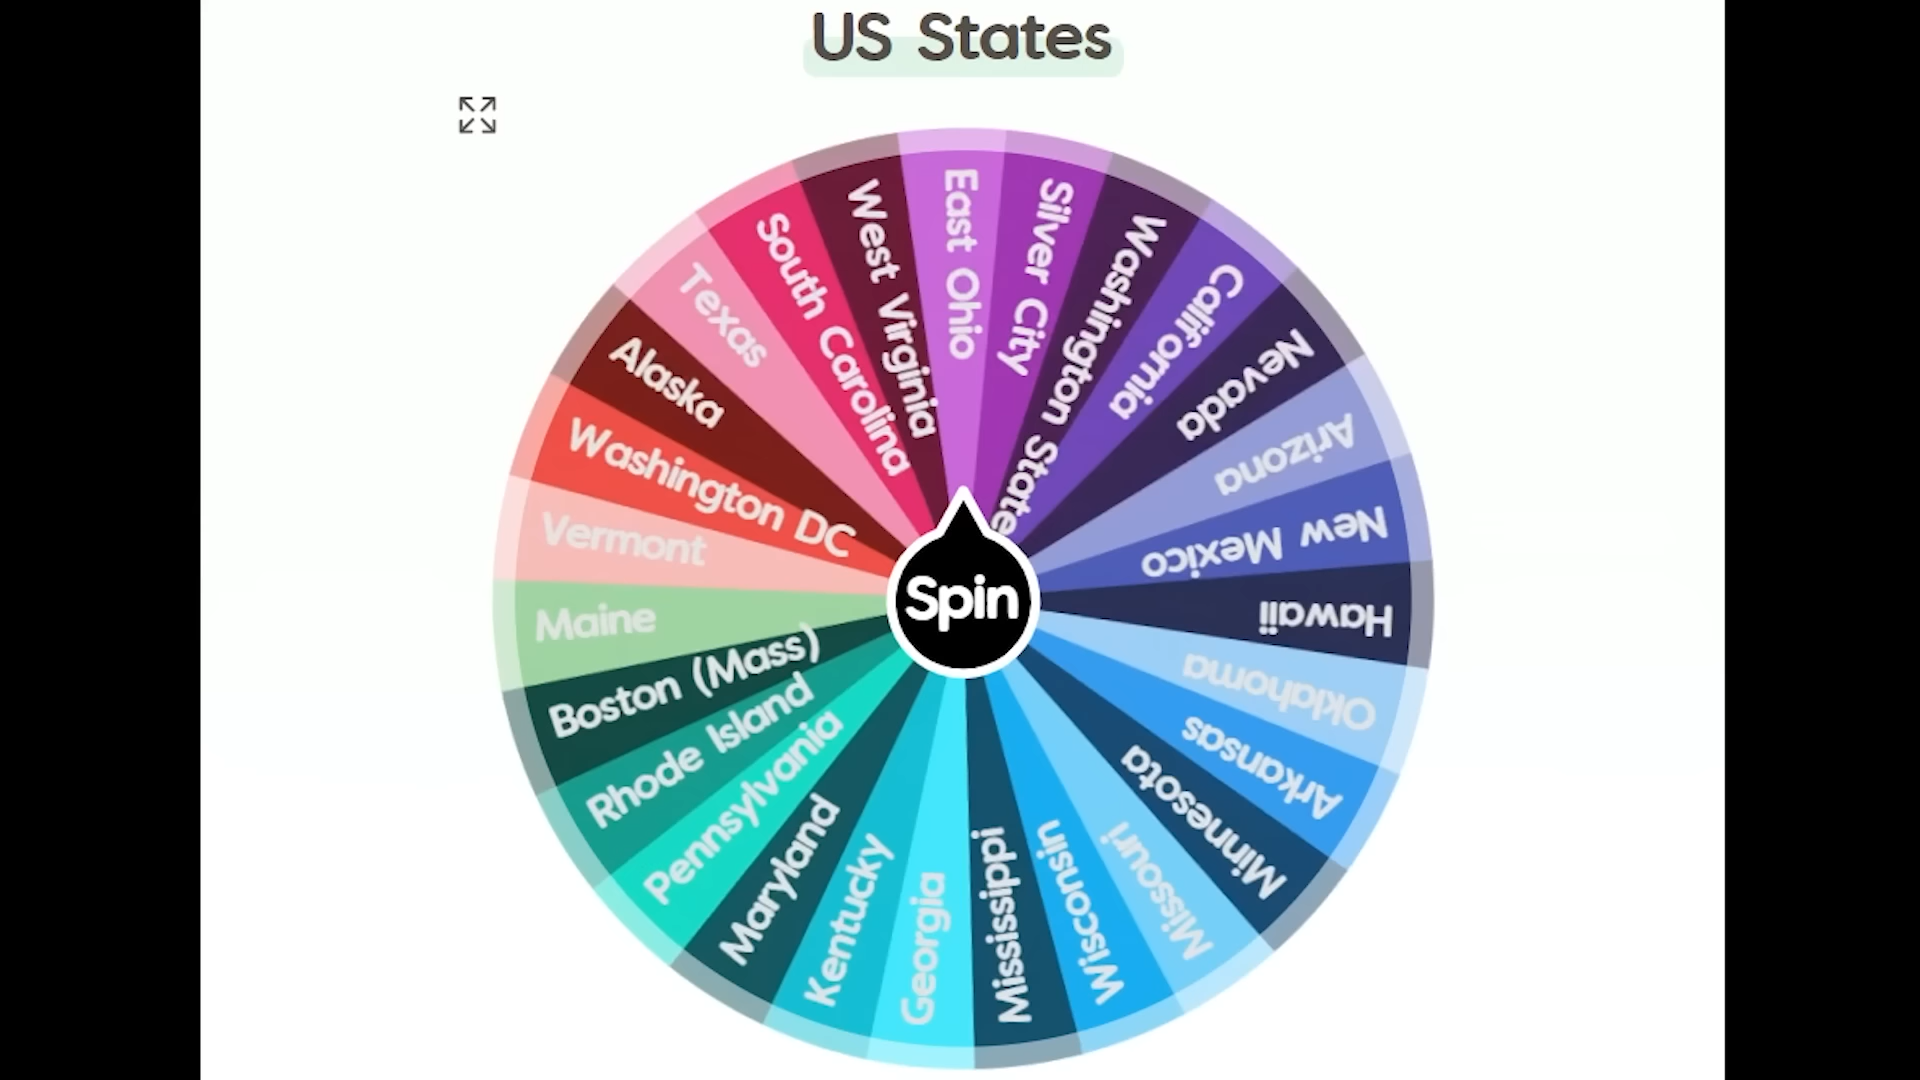 US States
East Ohio
Silver City
Washington State
California
Nevada
Arizona
New Mexico
Hawaii
Oklahoma
Arkansas
Minnesota
Missouri
Wisconsin
Mississippi
Georgia
Kentucky
Maryland
Pennsylvania
Rhode Island
Boston (Mass)
Maine
Vermont
Washington DC
Alaska
Texas
South Carolina
West Virginia
Spin